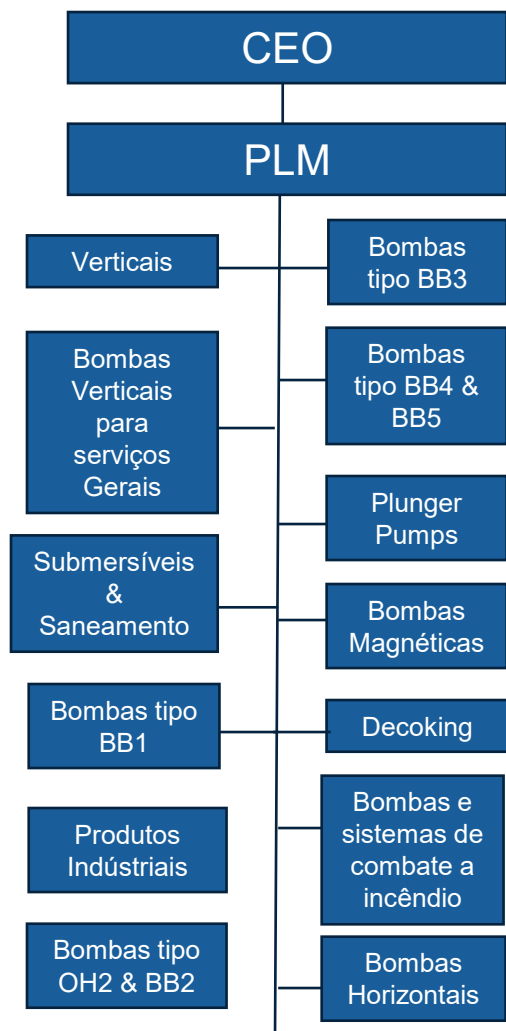 CEO
PLM
Verticais
Bombas
tipo BB3
Bombas
Verticais
para
serviços
Gerais
Bombas
tipo BB4 &
BB5
Plunger
Pumps
Submersíveis
&
Saneamento
Bombas
Magnéticas
Bombas tipo
BB1
Decoking
Produtos
Indústriais
Bombas e
sistemas de
combate a
incêndio
Bombas tipo
OH2 & BB2
Bombas
Horizontais